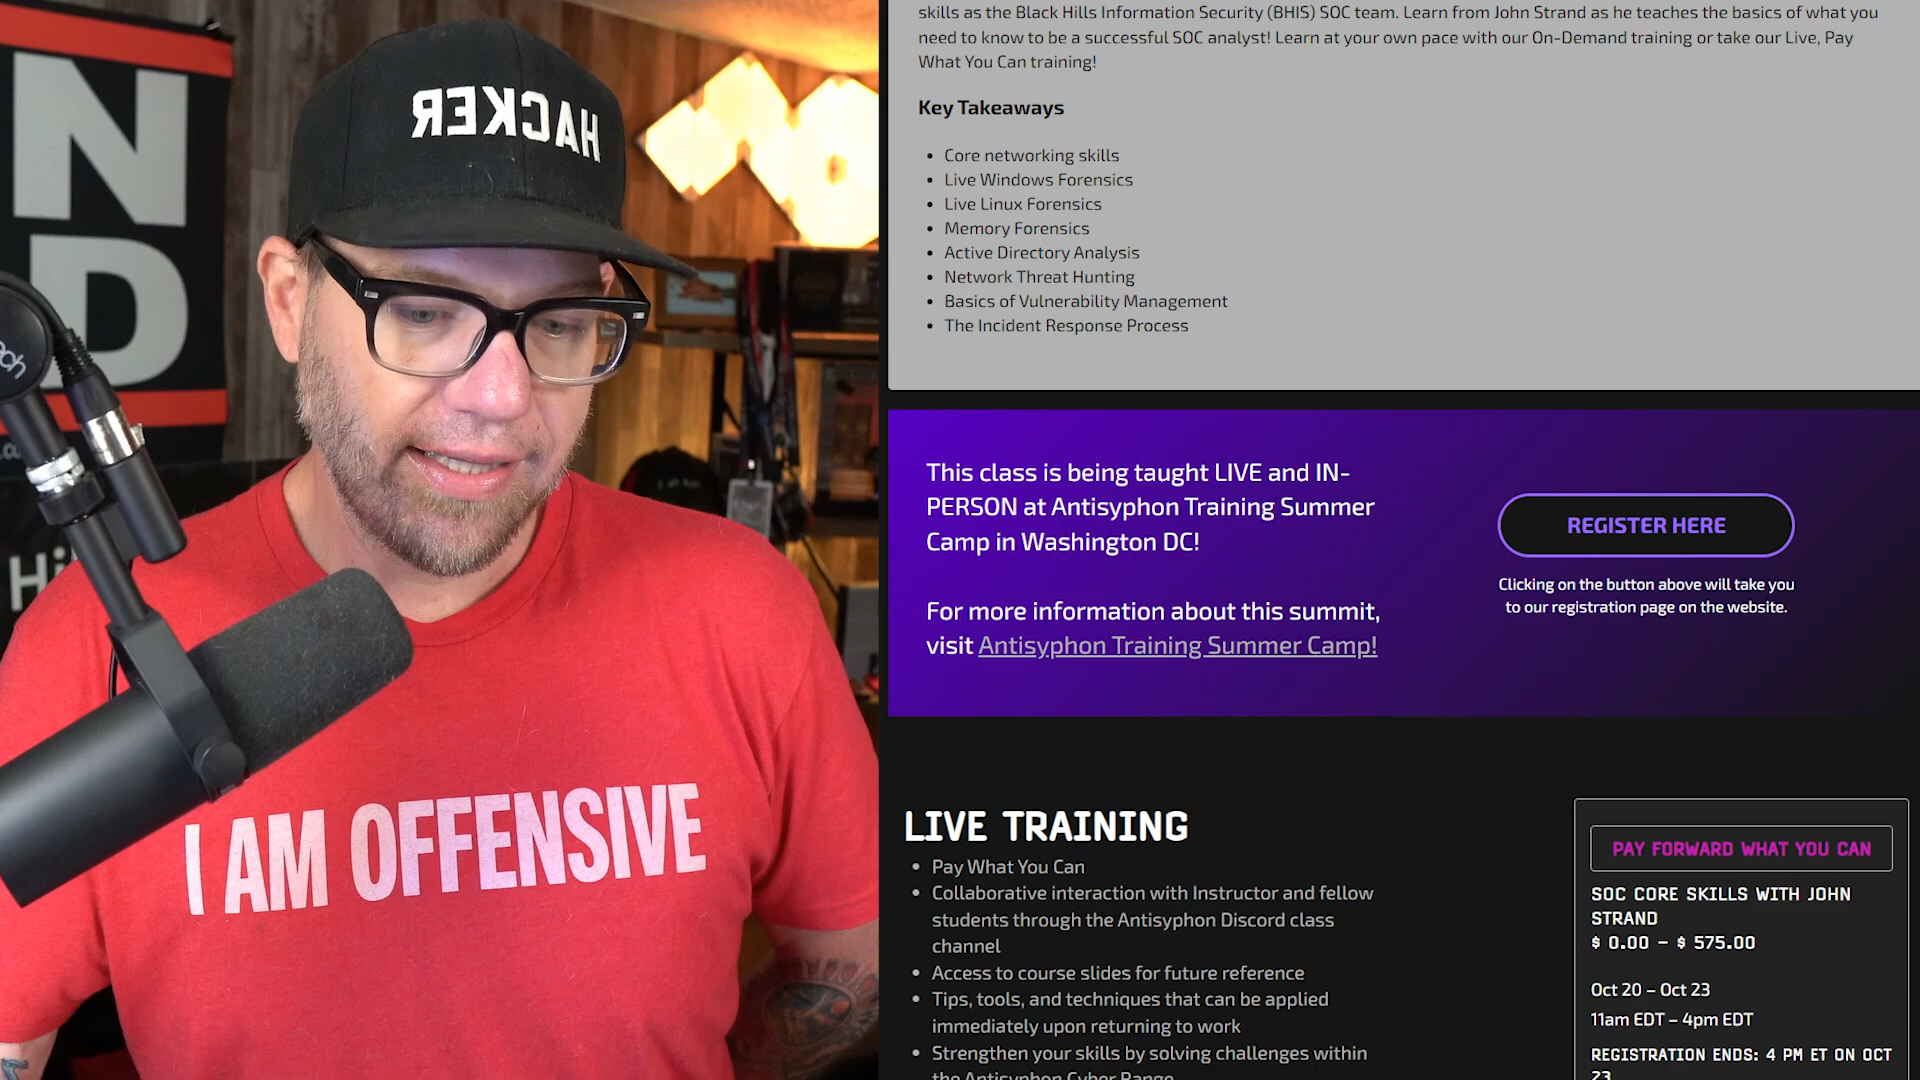 N
D
HACKER
I AM OFFENSIVE
Hi
skills as the Black Hills Information Security (BHIS) SOC team. Learn from John Strand as he teaches the basics of what you
need to know to be a successful SOC analyst! Learn at your own pace with our On-Demand training or take our Live, Pay
What You Can training!
Key Takeaways
• Core networking skills
• Live Windows Forensics
• Live Linux Forensics
• Memory Forensics
• Active Directory Analysis
• Network Threat Hunting
• Basics of Vulnerability Management
• The Incident Response Process
This class is being taught LIVE and IN-
PERSON at Antisyphon Training Summer
Camp in Washington DC!
For more information about this summit,
visit Antisyphon Training Summer Camp!
REGISTER HERE
Clicking on the button above will take you
to our registration page on the website.
LIVE TRAINING
• Pay What You Can
• Collaborative interaction with Instructor and fellow
students through the Antisyphon Discord class
channel
• Access to course slides for future reference
• Tips, tools, and techniques that can be applied
immediately upon returning to work
• Strengthen your skills by solving challenges within
the Antisyphon Cyber Range
PAY FORWARD WHAT YOU CAN
SOC CORE SKILLS WITH JOHN
STRAND
$ 0.00 – $ 575.00
Oct 20 – Oct 23
11am EDT – 4pm EDT
REGISTRATION ENDS: 4 PM ET ON OCT
23